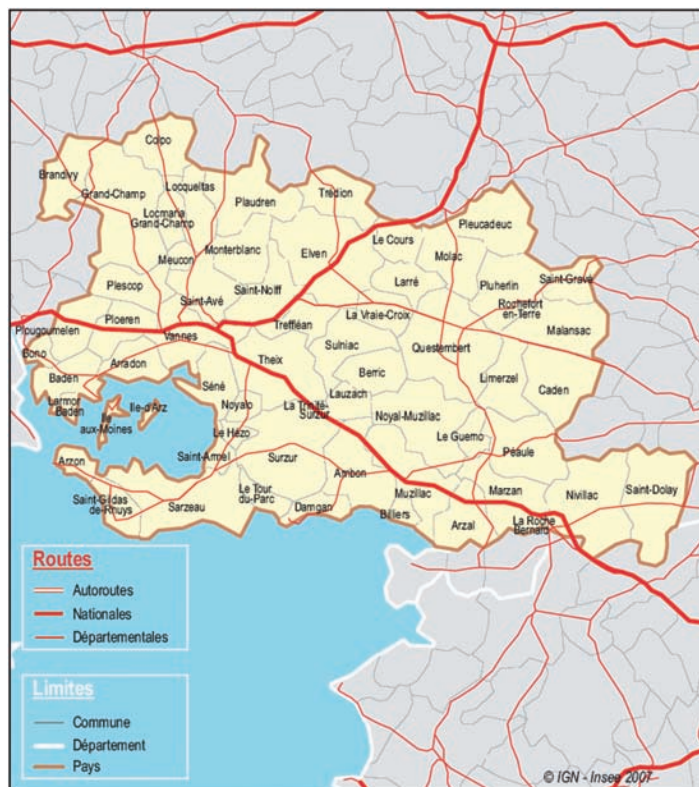 Colpo
Brandivy
Grand-Champ
Locqueltas
Plaudren
Trédion
Locmaria
Grand-Champ
Pleucadeuc
Monterblanc
Elven
Le Cours
Molac
Meucon
Saint-Nolff
Larré
Pluherlin
Saint-Gravé
Plescop
Saint-Avé
Rochefort
en-Terre
Ploeren
La Vraie-Croix
Malansac
Plougoumelen
Vannes
Treffléan
Bono
Arradon
Theix
Sulniac
Questembert
Baden
Berric
Limerzel
Caden
Larmor
Baden
Ile-d'Arz
Séné
Lauzach
Ile
aux-Moines
Noyalo
La Trinité-
Surzur
Noyal-Muzillac
Le Hézo
Le Guerno
Péaule
Arzon
Saint-Armel
Surzur
Ambon
Saint-Gildas
de-Rhuys
Sarzeau
Le Tour
du-Parc
Damgan
Muzillac
Marzan
Nivillac
Saint-Dolay
Billiers
Arzal
La Roche
Bernard
Routes
Autoroutes
Nationales
Départementales
Limites
Commune
Département
Pays
© IGN - Insee 2007